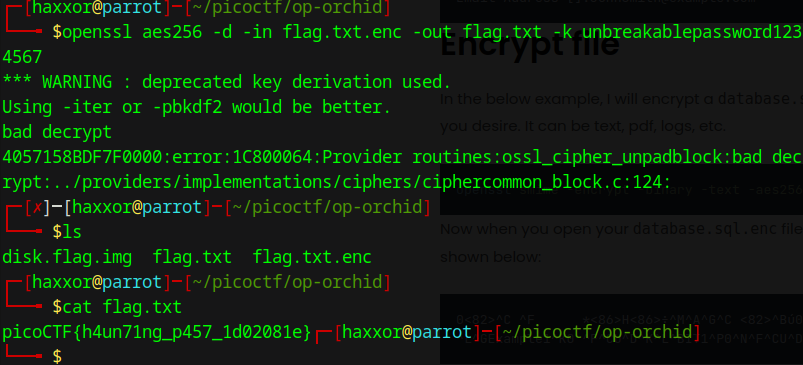 [haxxor@parrot]─[~/picoctf/op-orchid]
$openssl aes256 -d -in flag.txt.enc -out flag.txt -k unbreakablepassword123
4567
*** WARNING : deprecated key derivation used.
Using -iter or -pbkdf2 would be better.
bad decrypt
4057158BDF7F0000:error:1C800064:Provider routines:ossl_cipher_unpadblock:bad dec
rypt:../providers/implementations/ciphers/ciphercommon_block.c:124:
[✗]─[haxxor@parrot]─[~/picoctf/op-orchid]
$ls
disk.flag.img  flag.txt  flag.txt.enc
[haxxor@parrot]─[~/picoctf/op-orchid]
$cat flag.txt
picoCTF{h4un71ng_p457_1d02081e}[haxxor@parrot]─[~/picoctf/op-orchid]
$
Encrypt file
In the below example, I will encrypt a database.
you desire. It can be text, pdf, logs, etc.
Now when you open your database.sql.enc file
shown below: